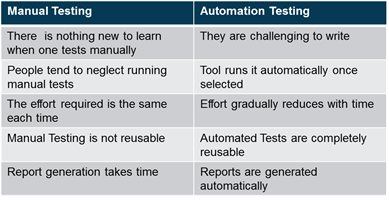 Manual Testing
Automation Testing
There is nothing new to learn
when one tests manually
They are challenging to write
People tend to neglect running
manual tests
Tool runs it automatically once
selected
The effort required is the same
each time
Effort gradually reduces with time
Manual Testing is not reusable
Automated Tests are completely
reusable
Report generation takes time
Reports are generated
automatically